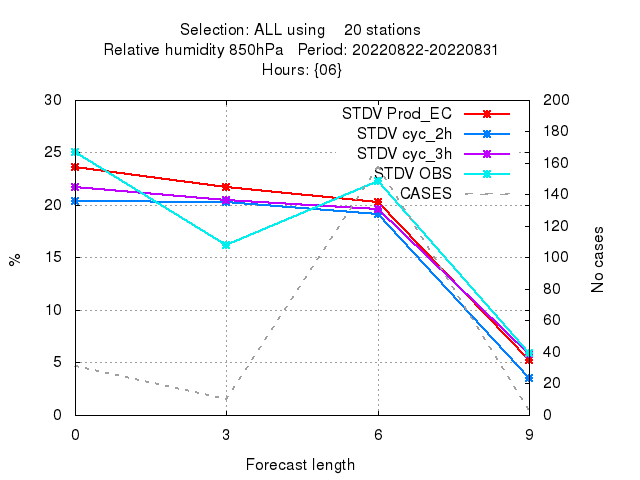 Selection: ALL using    20 stations
Relative humidity 850hPa   Period: 20220822-20220831
Hours: {06}
30
25
20
15
10
5
0
%
200
180
160
140
120
100
80
60
40
20
0
No cases
STDV Prod_EC
STDV cyc_2h
STDV cyc_3h
STDV OBS
CASES
0 3 6 9
Forecast length